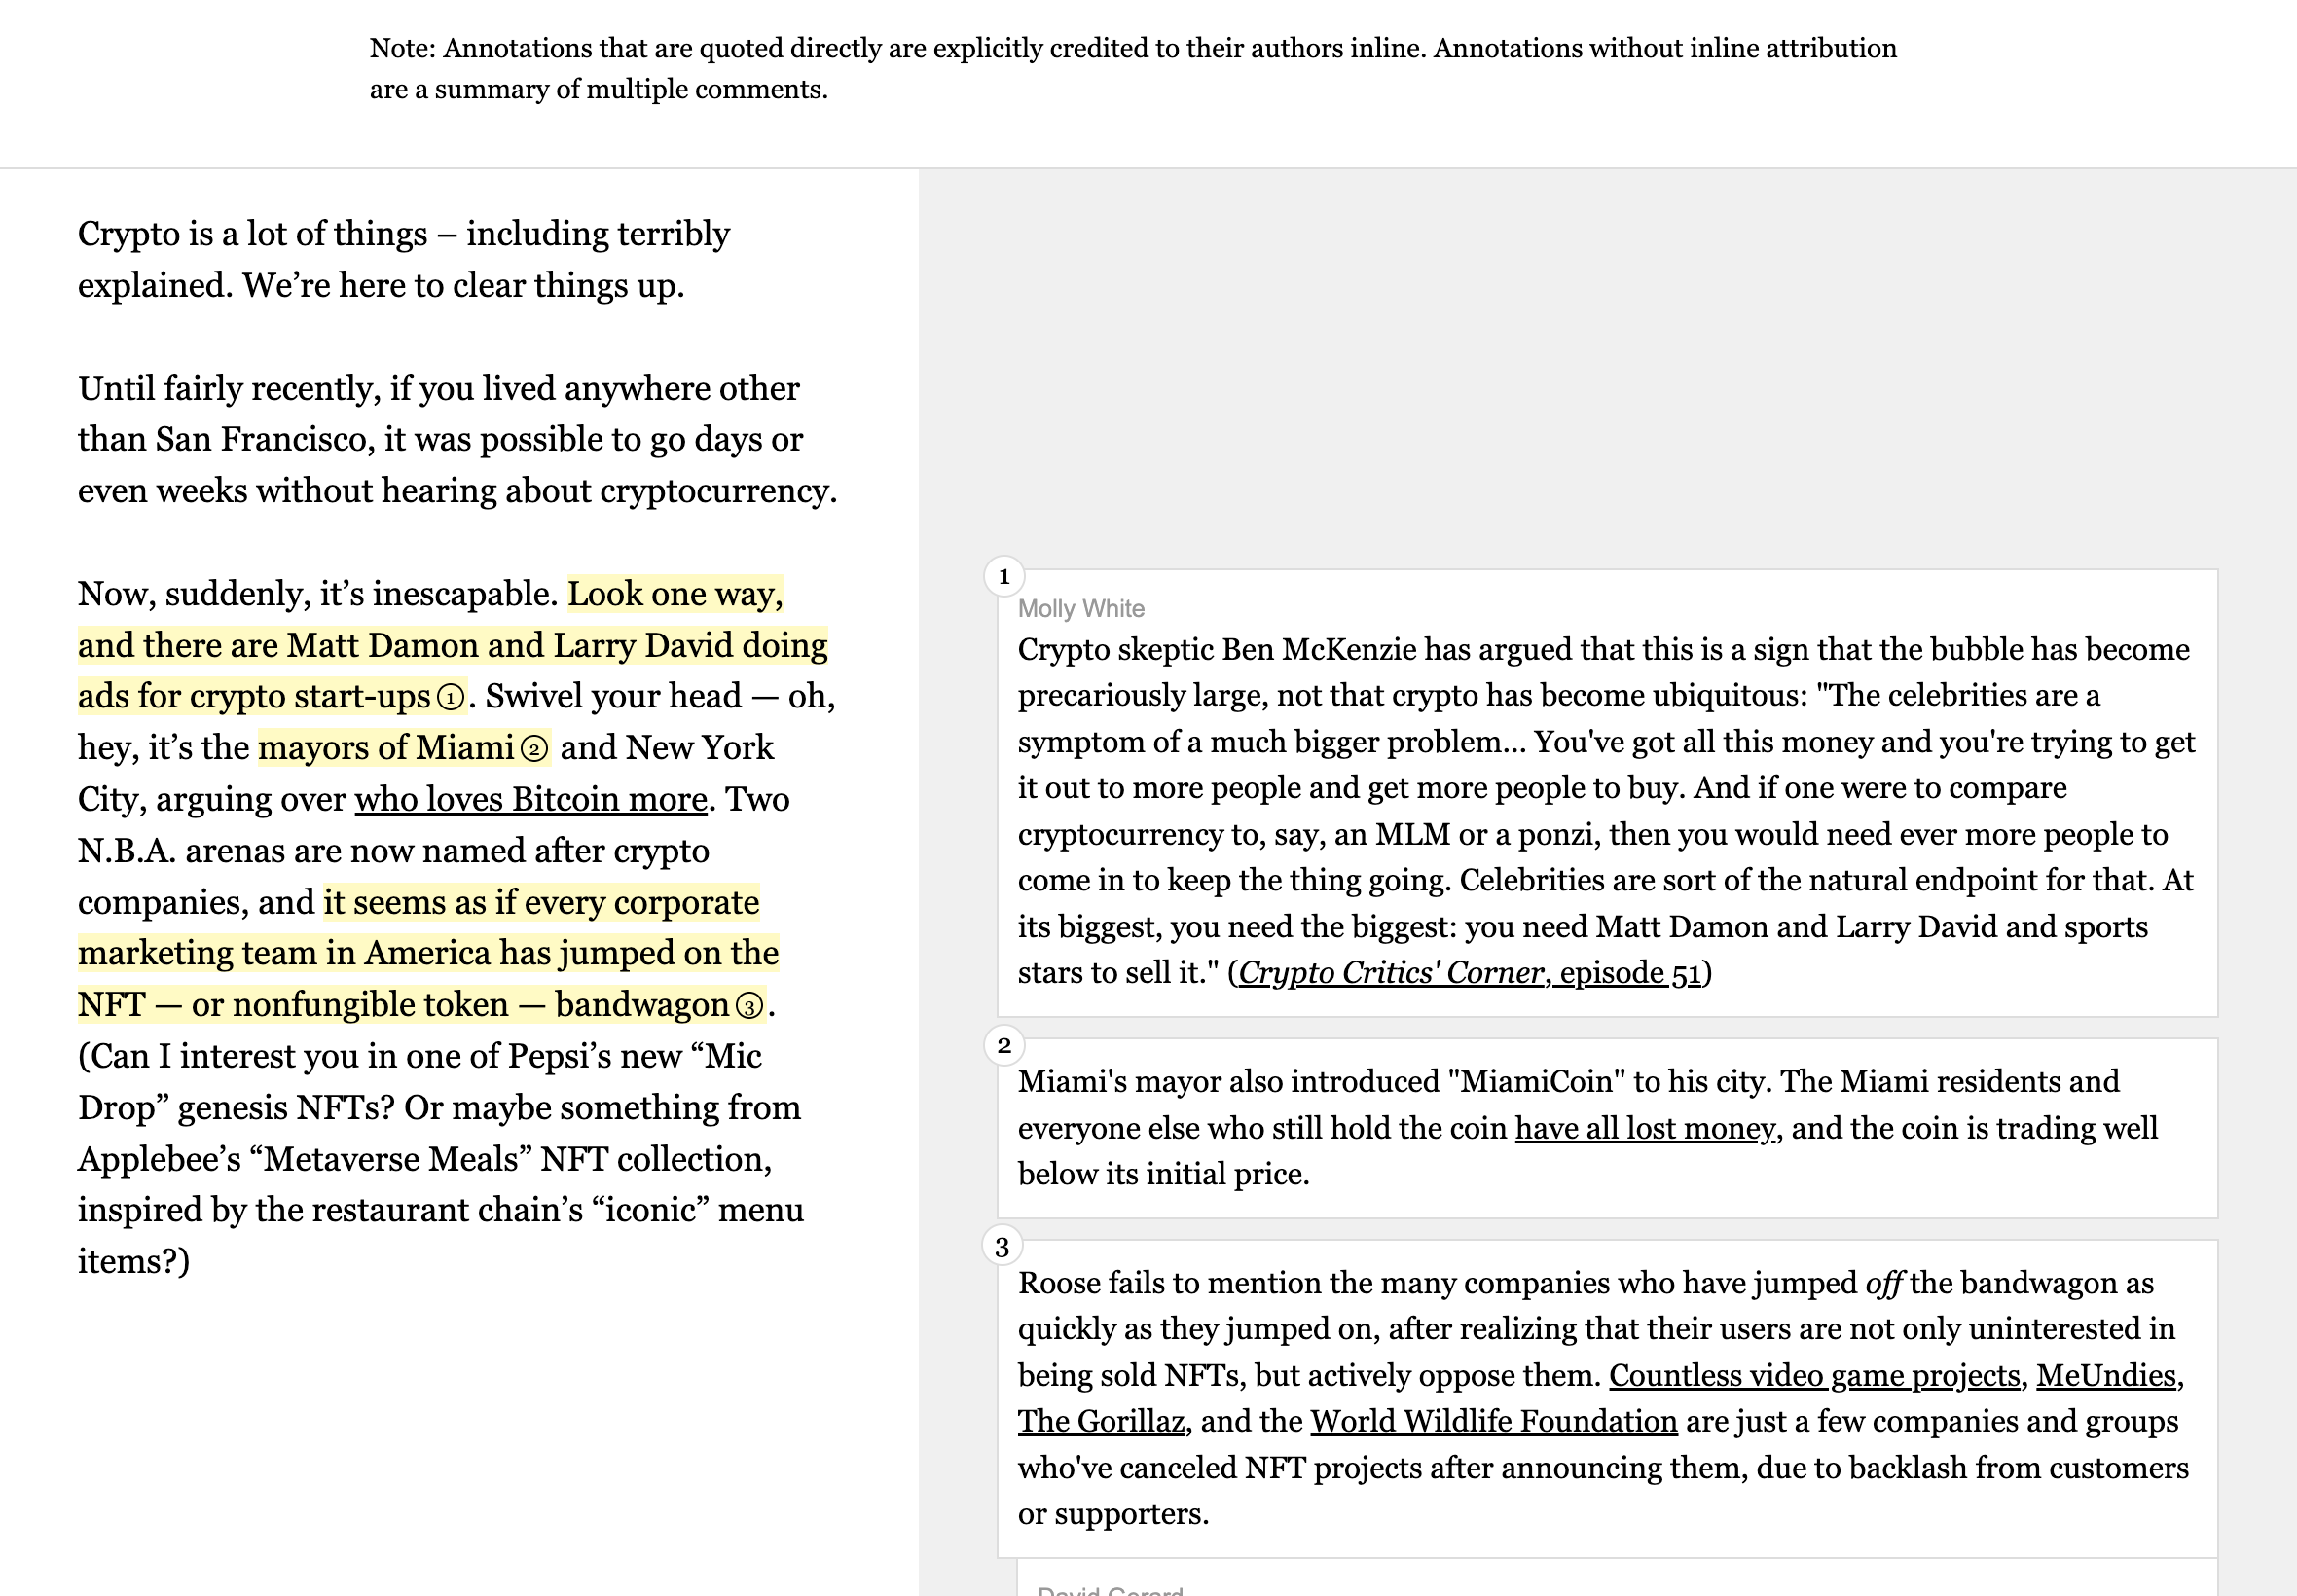 Note: Annotations that are quoted directly are explicitly credited to their authors inline. Annotations without inline attribution
are a summary of multiple comments.
Crypto is a lot of things – including terribly
explained. We’re here to clear things up.
Until fairly recently, if you lived anywhere other
than San Francisco, it was possible to go days or
even weeks without hearing about cryptocurrency.
Now, suddenly, it’s inescapable. Look one way,
and there are Matt Damon and Larry David doing
ads for crypto start-ups①. Swivel your head — oh,
hey, it’s the mayors of Miami② and New York
City, arguing over who loves Bitcoin more. Two
N.B.A. arenas are now named after crypto
companies, and it seems as if every corporate
marketing team in America has jumped on the
NFT — or nonfungible token — bandwagon③.
(Can I interest you in one of Pepsi’s new “Mic
Drop” genesis NFTs? Or maybe something from
Applebee’s “Metaverse Meals” NFT collection,
inspired by the restaurant chain’s “iconic” menu
items?)
1
Molly White
Crypto skeptic Ben McKenzie has argued that this is a sign that the bubble has become
precariously large, not that crypto has become ubiquitous: "The celebrities are a
symptom of a much bigger problem... You've got all this money and you're trying to get
it out to more people and get more people to buy. And if one were to compare
cryptocurrency to, say, an MLM or a ponzi, then you would need ever more people to
come in to keep the thing going. Celebrities are sort of the natural endpoint for that. At
its biggest, you need the biggest: you need Matt Damon and Larry David and sports
stars to sell it." (Crypto Critics' Corner, episode 51)
2
Miami's mayor also introduced "MiamiCoin" to his city. The Miami residents and
everyone else who still hold the coin have all lost money, and the coin is trading well
below its initial price.
3
Roose fails to mention the many companies who have jumped off the bandwagon as
quickly as they jumped on, after realizing that their users are not only uninterested in
being sold NFTs, but actively oppose them. Countless video game projects, MeUndies,
The Gorillaz, and the World Wildlife Foundation are just a few companies and groups
who've canceled NFT projects after announcing them, due to backlash from customers
or supporters.
David Gerard